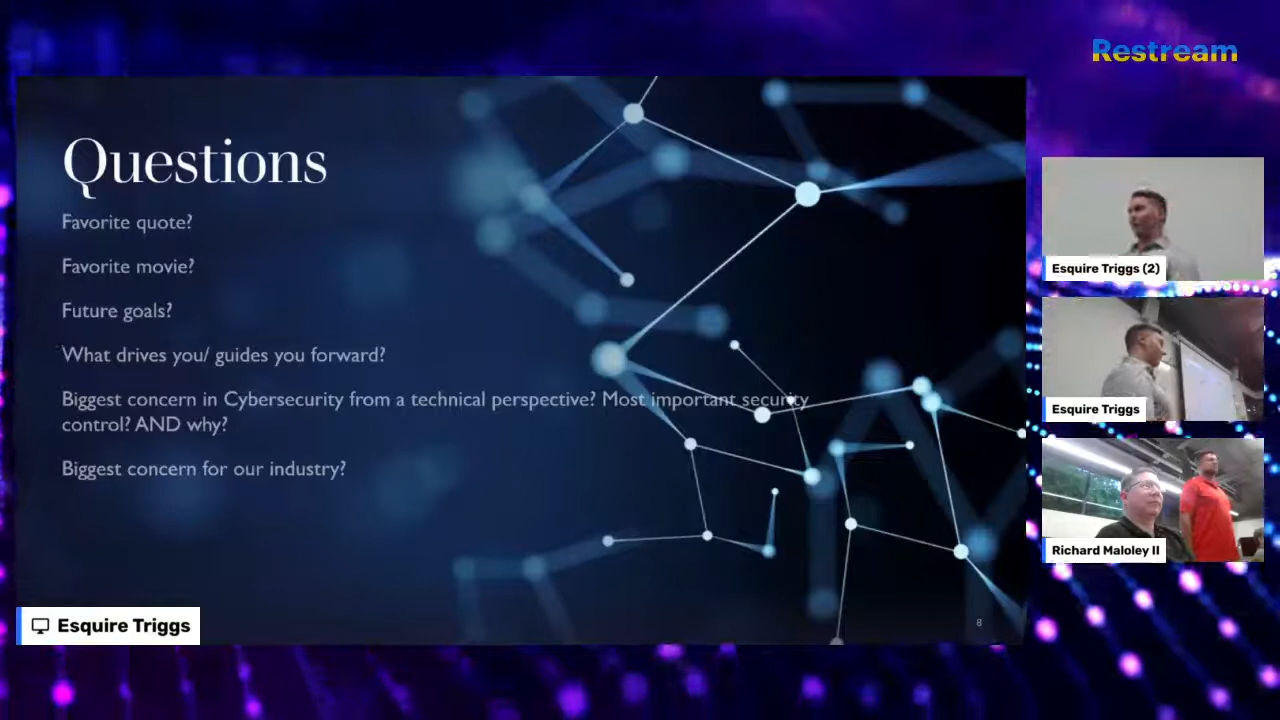 Restream
Questions
Favorite quote?
Favorite movie?
Future goals?
What drives you/ guides you forward?
Biggest concern in Cybersecurity from a technical perspective? Most important security
control? AND why?
Biggest concern for our industry?
8
Esquire Triggs
Esquire Triggs (2)
Esquire Triggs
Richard Maloley II